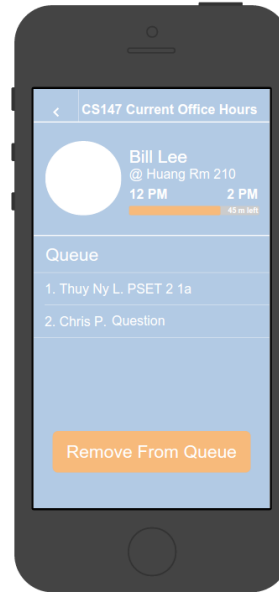 CS147 Current Office Hours
Bill Lee
@ Huang Rm 210
12 PM 2 PM
45 m left
Queue
1. Thuy Ny L. PSET 2 1a
2. Chris P. Question
Remove From Queue